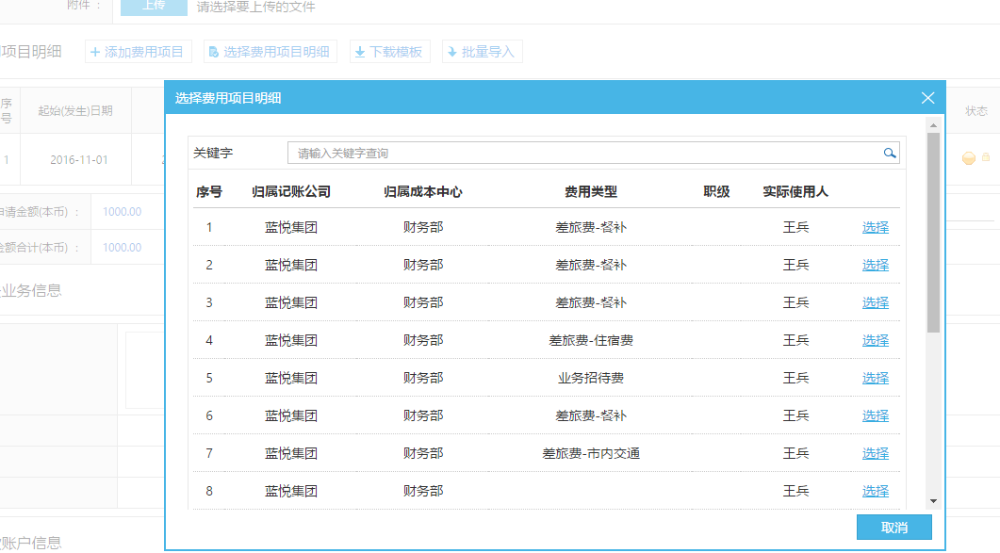 附件 :
上传
请选择要上传的文件
项目明细
添加费用项目
选择费用项目明细
下载模板
批量导入
选择费用项目明细
序号
起始(发生)日期
状态
关键字
请输入关键字查询
1
2016-11-01
2
序号 归属记账公司 归属成本中心 费用类型 职级 实际使用人
1 蓝悦集团 财务部 差旅费-餐补 王兵 选择
2 蓝悦集团 财务部 差旅费-餐补 王兵 选择
3 蓝悦集团 财务部 差旅费-餐补 王兵 选择
4 蓝悦集团 财务部 差旅费-住宿费 王兵 选择
5 蓝悦集团 财务部 业务招待费 王兵 选择
6 蓝悦集团 财务部 差旅费-餐补 王兵 选择
7 蓝悦集团 财务部 差旅费-市内交通 王兵 选择
8 蓝悦集团 财务部 王兵 选择
取消
申请金额(本币) : 1000.00
金额合计(本币) : 1000.00
业务信息
账户信息